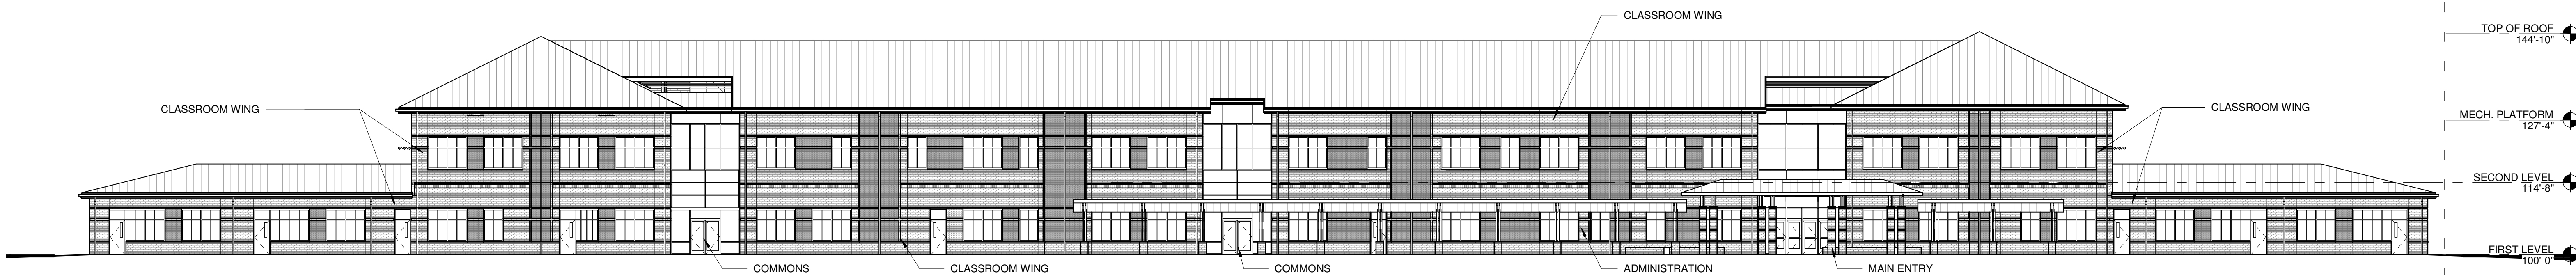 CLASSROOM WING
TOP OF ROOF
144'-10"
CLASSROOM WING
CLASSROOM WING
MECH. PLATFORM
127'-4"
SECOND LEVEL
114'-8"
FIRST LEVEL
100'-0"
COMMONS
CLASSROOM WING
COMMONS
ADMINISTRATION
MAIN ENTRY